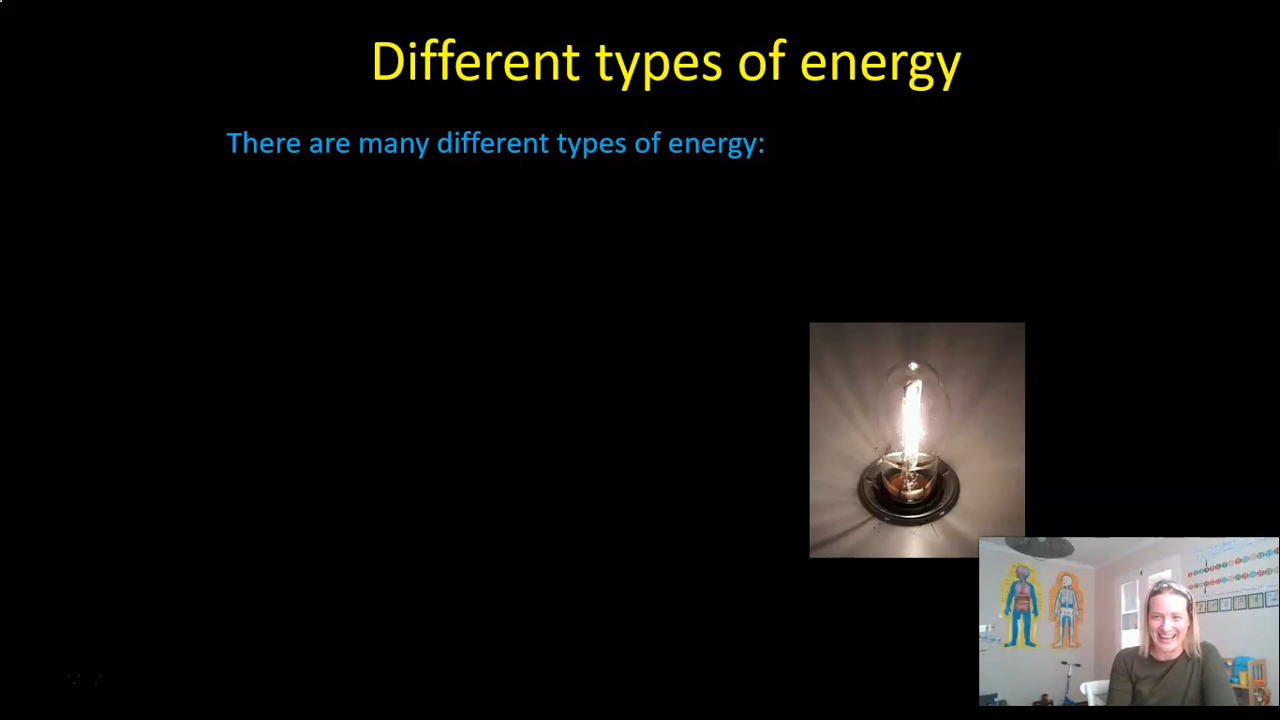 Different types of energy
There are many different types of energy: